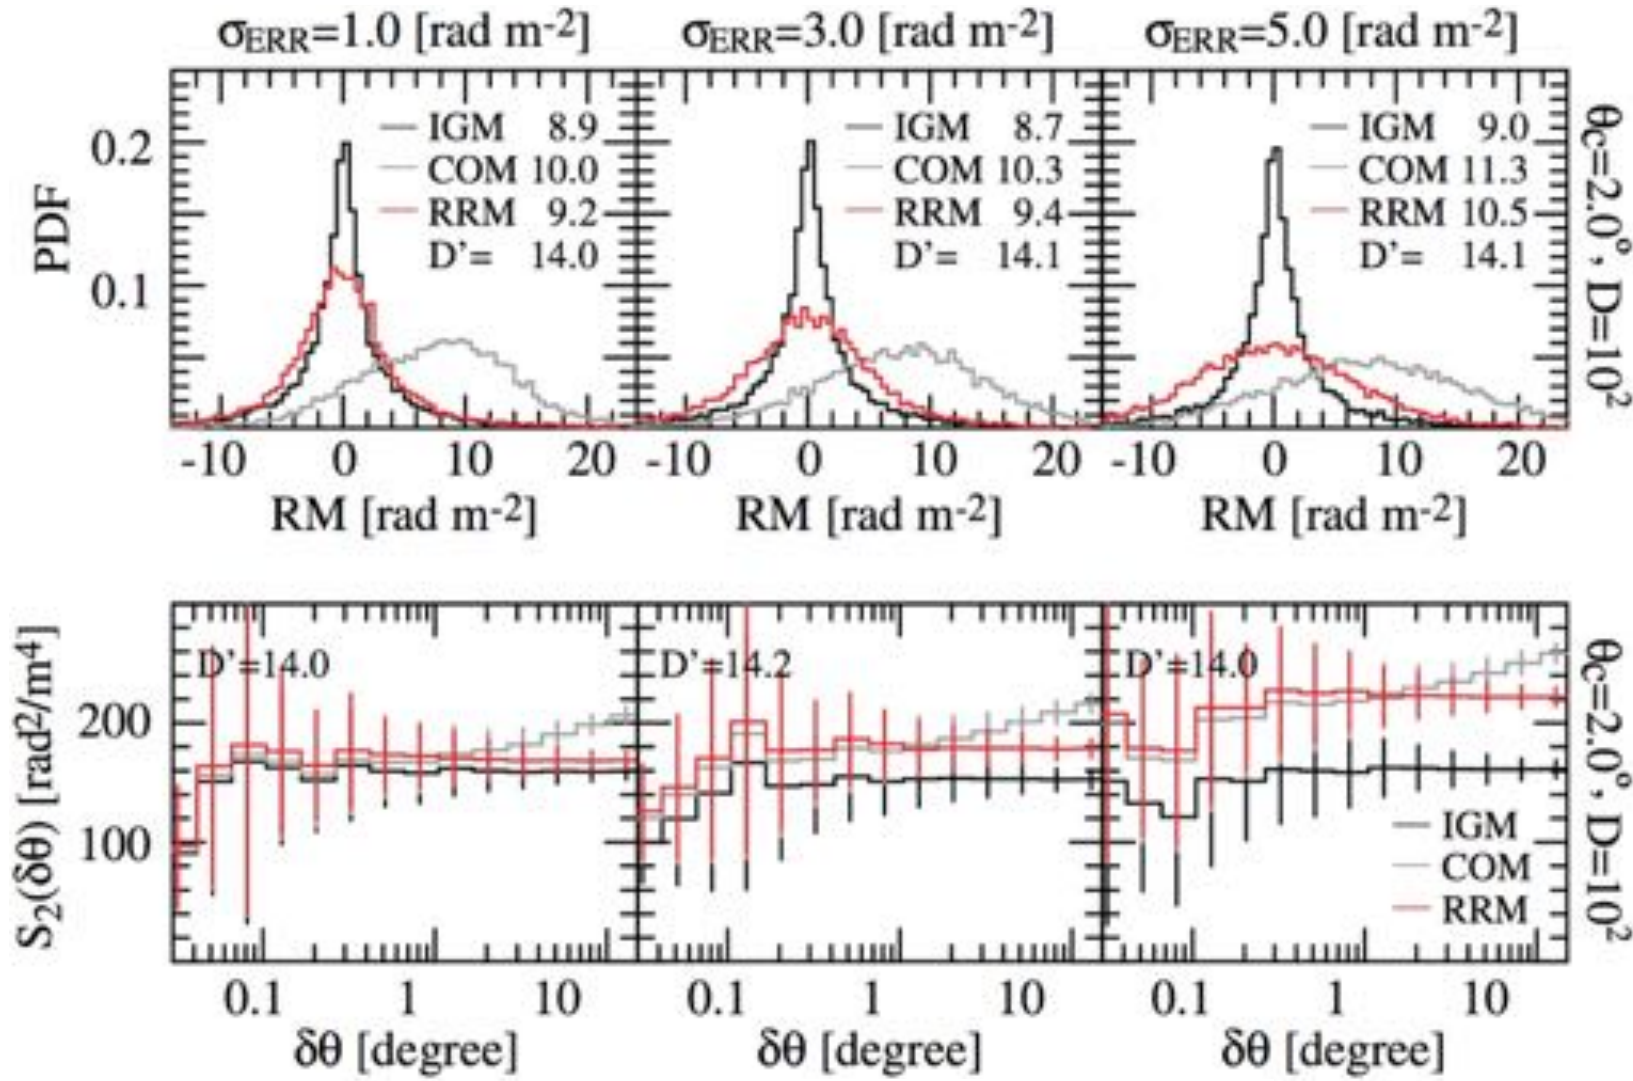 σERR=1.0 [rad m-2] σERR=3.0 [rad m-2] σERR=5.0 [rad m-2]
PDF
0.2
0.1
IGM 8.9
COM 10.0
RRM 9.2
D'= 14.0
IGM 8.7
COM 10.3
RRM 9.4
D'= 14.1
IGM 9.0
COM 11.3
RRM 10.5
D'= 14.1
θc=2.0°, D=10²
-10 0 10 20 -10 0 10 20 -10 0 10 20
RM [rad m-2] RM [rad m-2] RM [rad m-2]
S2(δθ) [rad2/m4]
200
100
D'=14.0 D'=14.2 D'=14.0
IGM
COM
RRM
θc=2.0°, D=10²
0.1 1 10 0.1 1 10 0.1 1 10
δθ [degree] δθ [degree] δθ [degree]